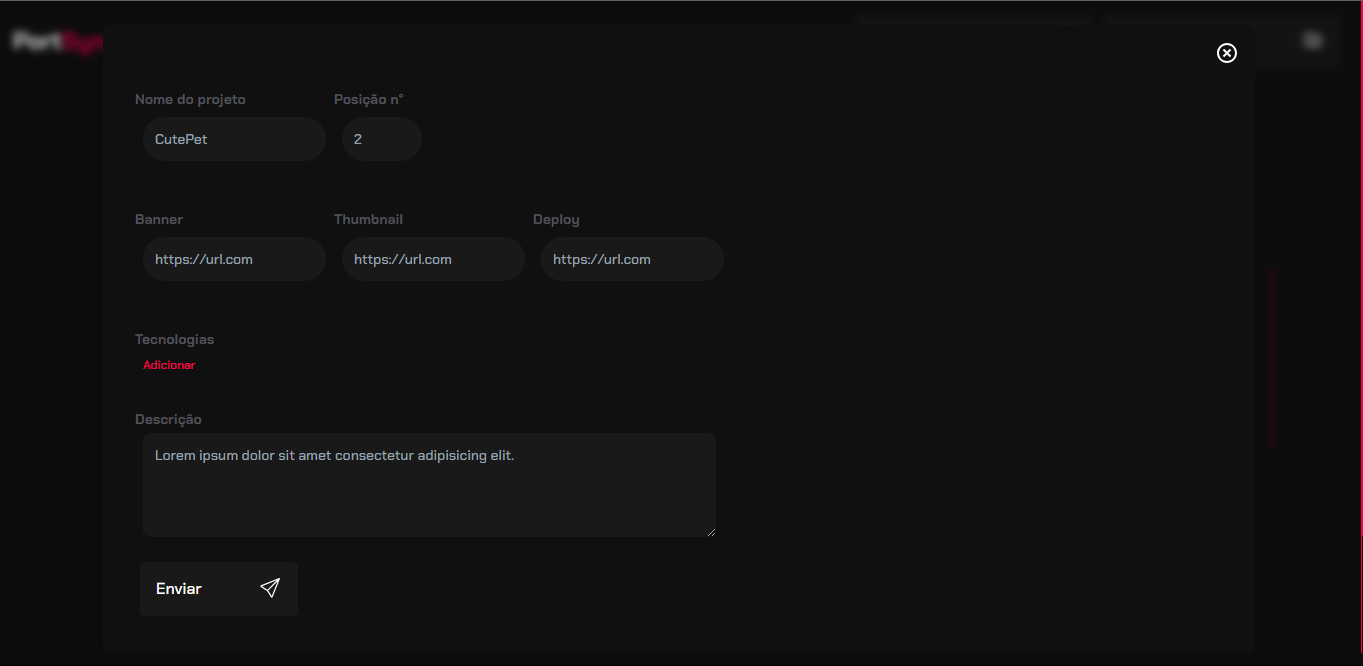 Port
Nome do projeto Posição n°
CutePet 2
Banner Thumbnail Deploy
https://url.com https://url.com https://url.com
Tecnologias
Adicionar
Descrição
Lorem ipsum dolor sit amet consectetur adipisicing elit.
Enviar